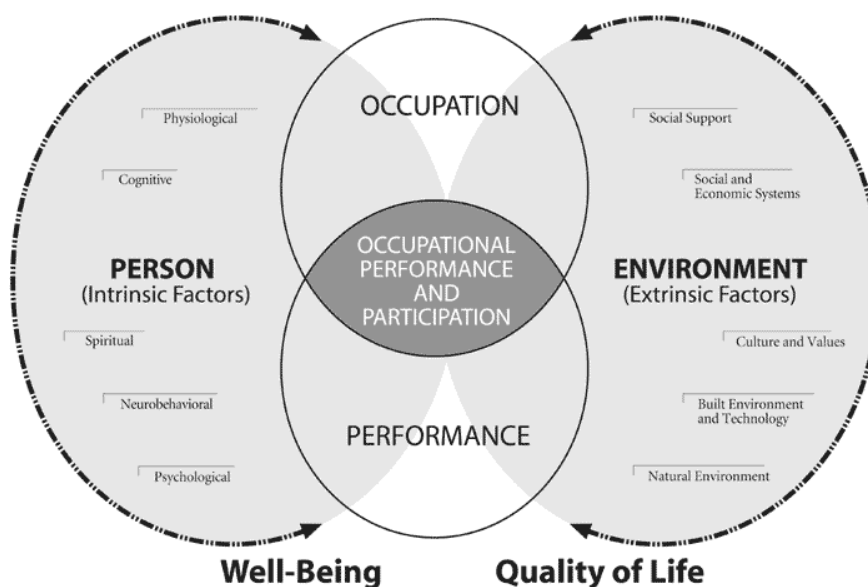 OCCUPATION
Physiological
Cognitive
PERSON
(Intrinsic Factors)
Spiritual
Neurobehavioral
Psychological
OCCUPATIONAL
PERFORMANCE
AND
PARTICIPATION
PERFORMANCE
Social Support
Social and
Economic Systems
ENVIRONMENT
(Extrinsic Factors)
Culture and Values
Built Environment
and Technology
Natural Environment
Well-Being
Quality of Life